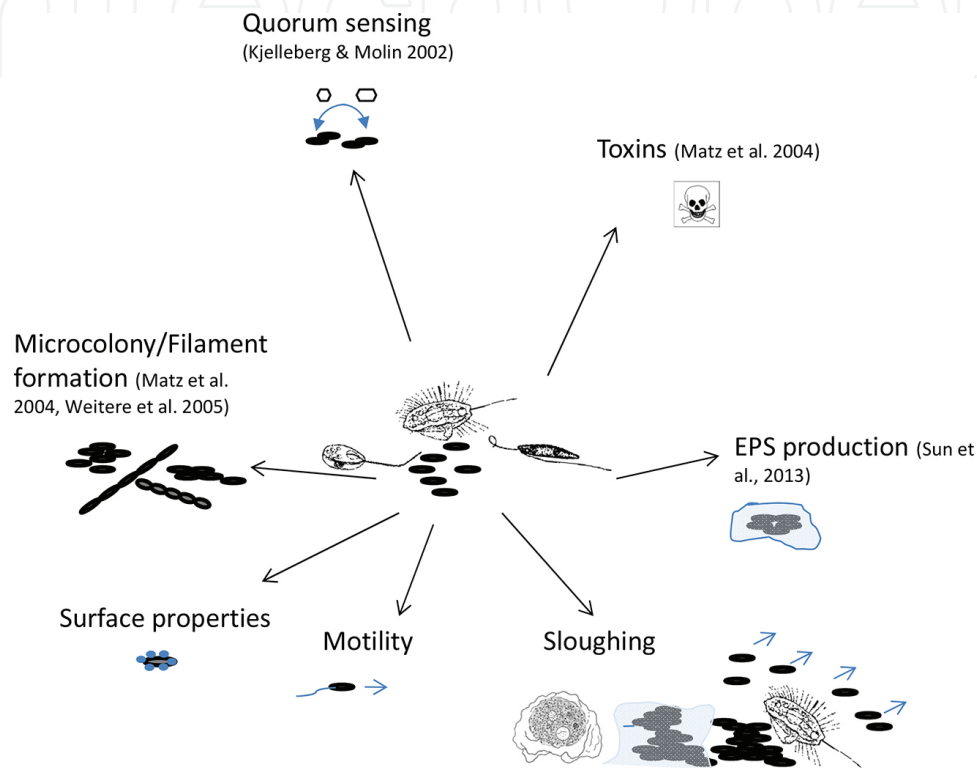 Quorum sensing
(Kjelleberg & Molin 2002)
Toxins (Matz et al. 2004)
Microcolony/Filament
formation (Matz et al.
2004, Weitere et al. 2005)
EPS production (Sun et
al., 2013)
Surface properties
Motility
Sloughing